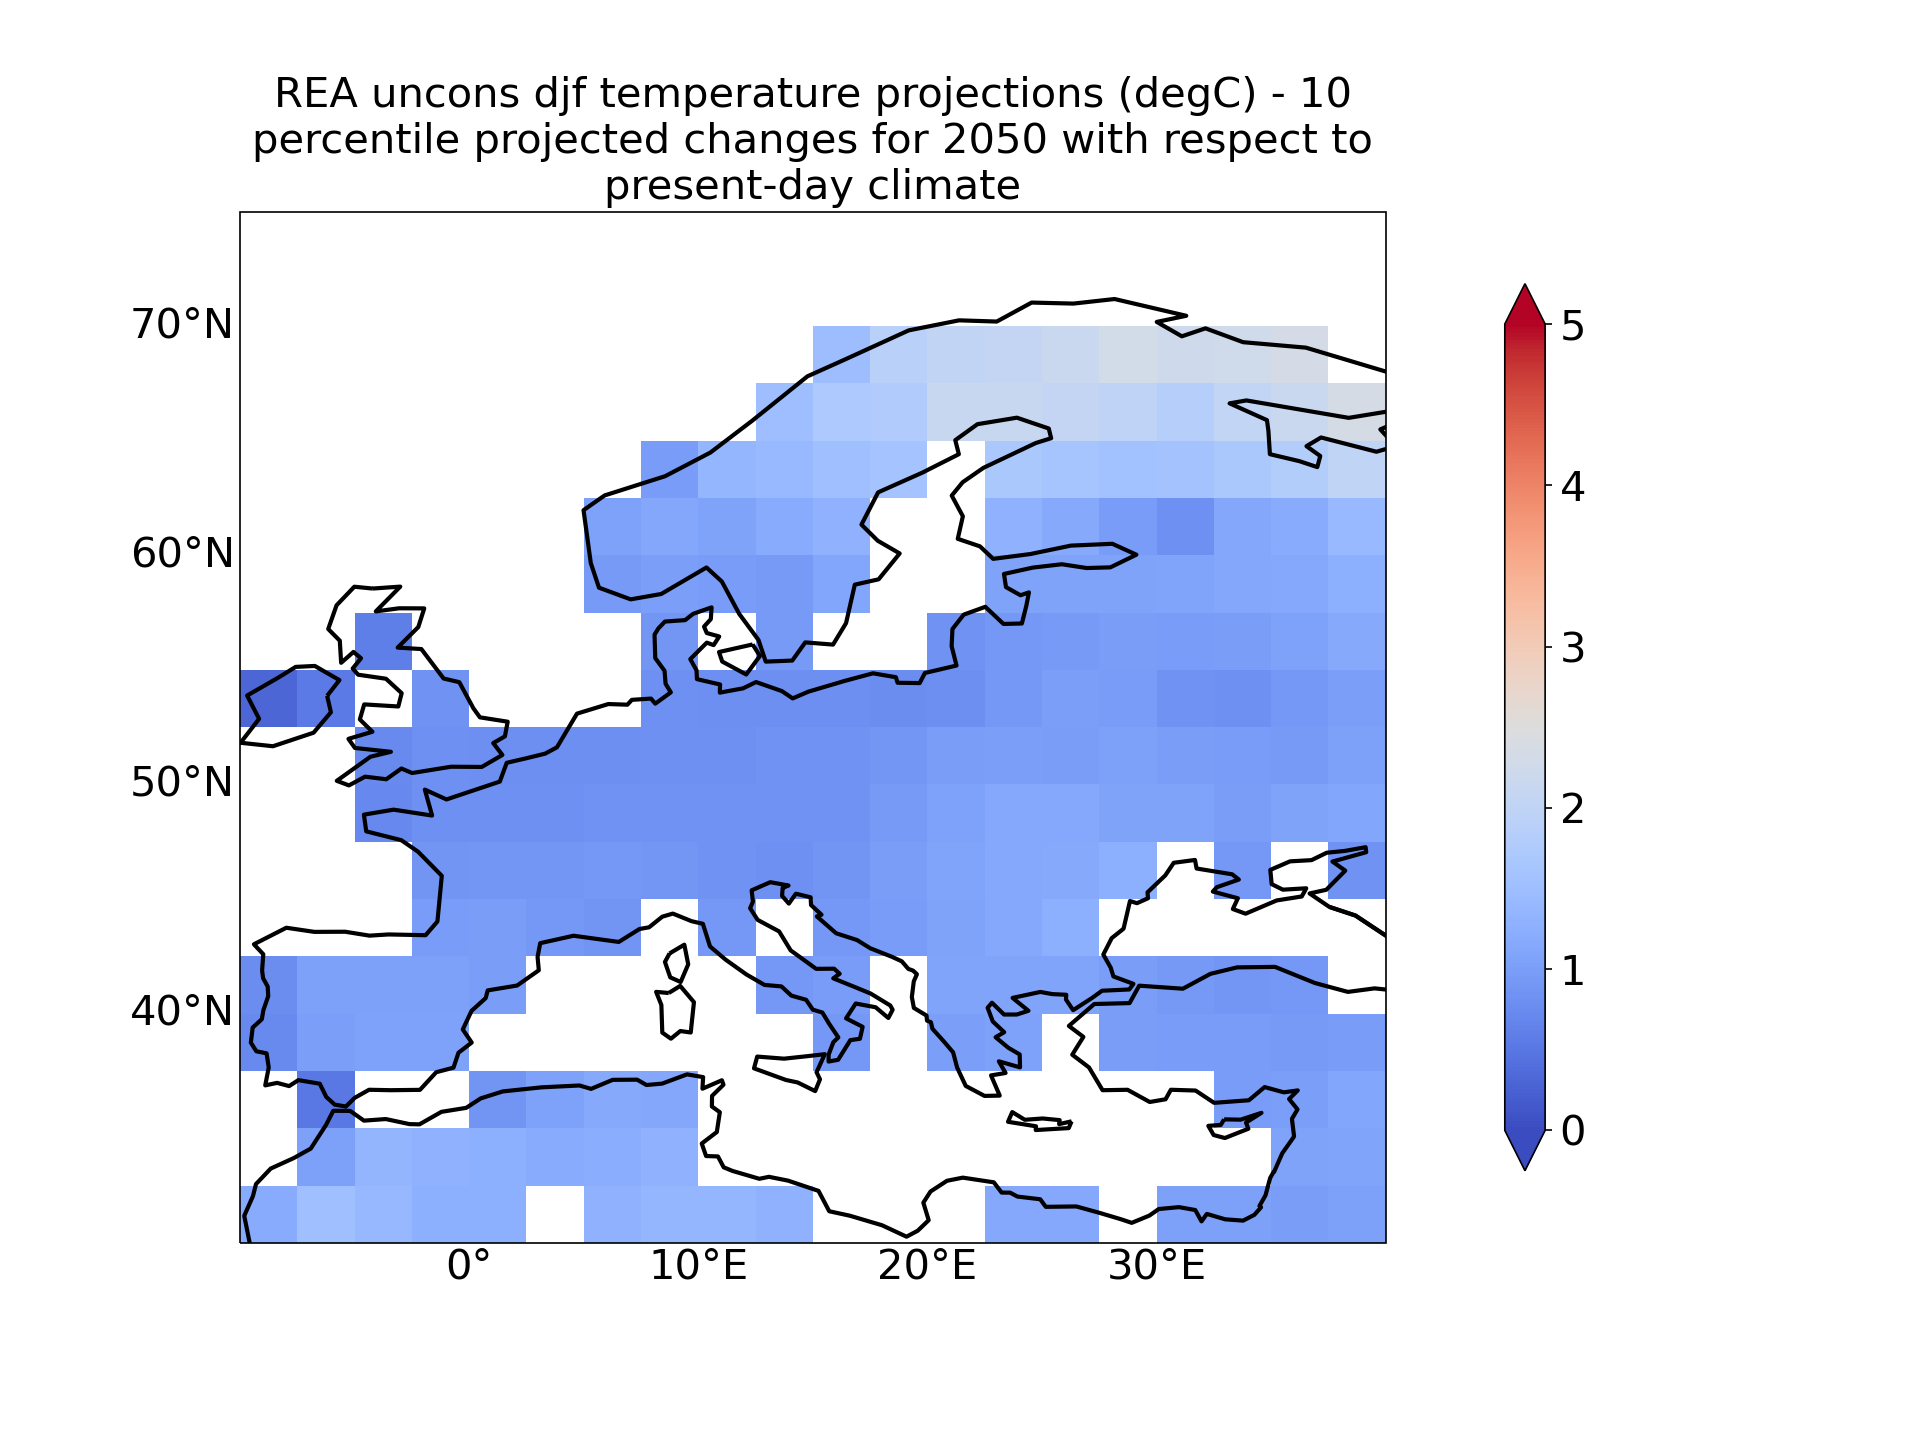 REA uncons djf temperature projections (degC) - 10
percentile projected changes for 2050 with respect to
present-day climate
70°N
60°N
50°N
40°N
0°
10°E
20°E
30°E
5
4
3
2
1
0